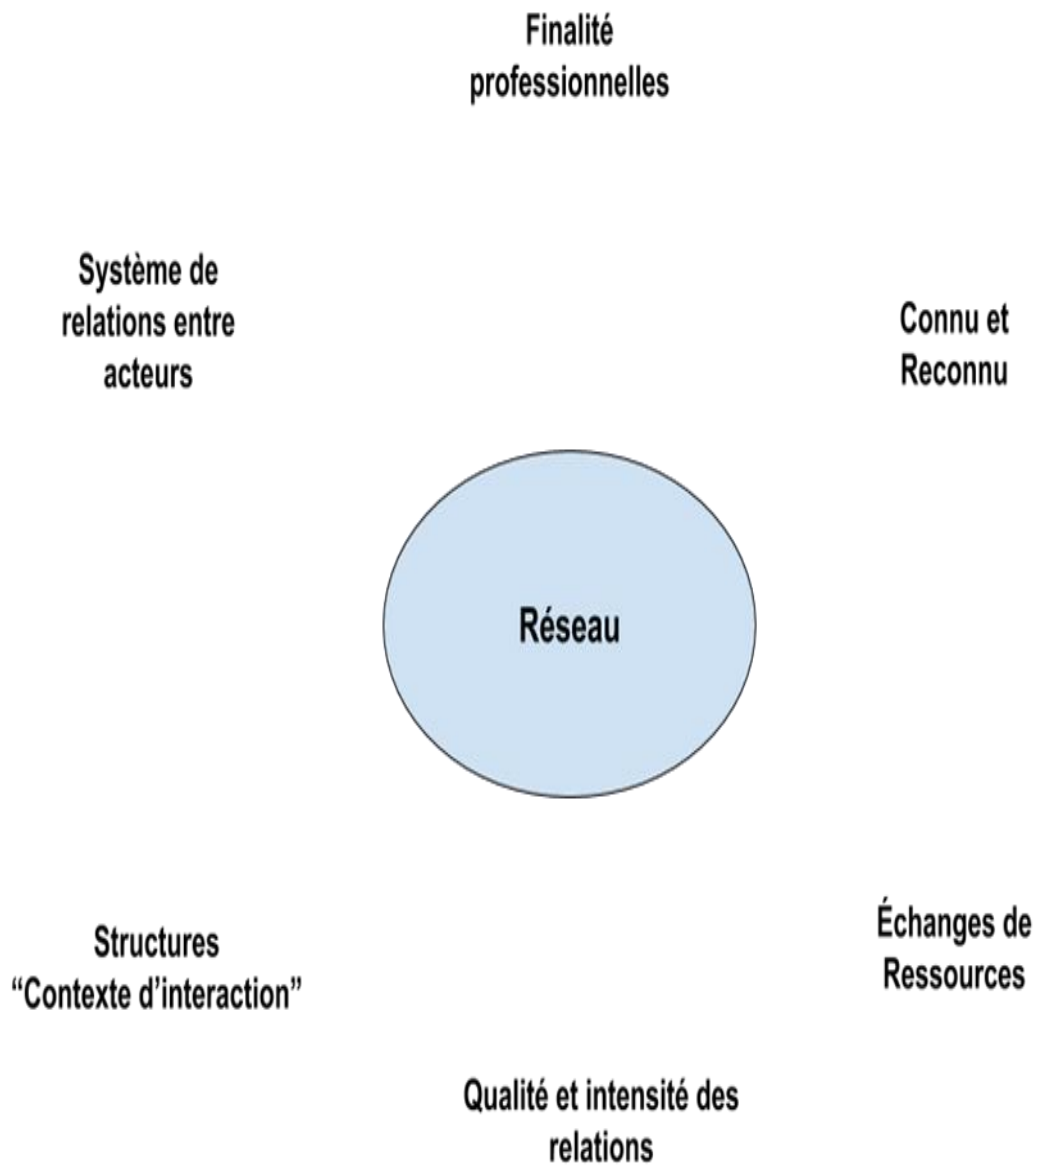 Finalité
professionnelles
Système de
relations entre
acteurs
Connu et
Reconnu
Réseau
Structures
“Contexte d’interaction”
Échanges de
Ressources
Qualité et intensité des
relations